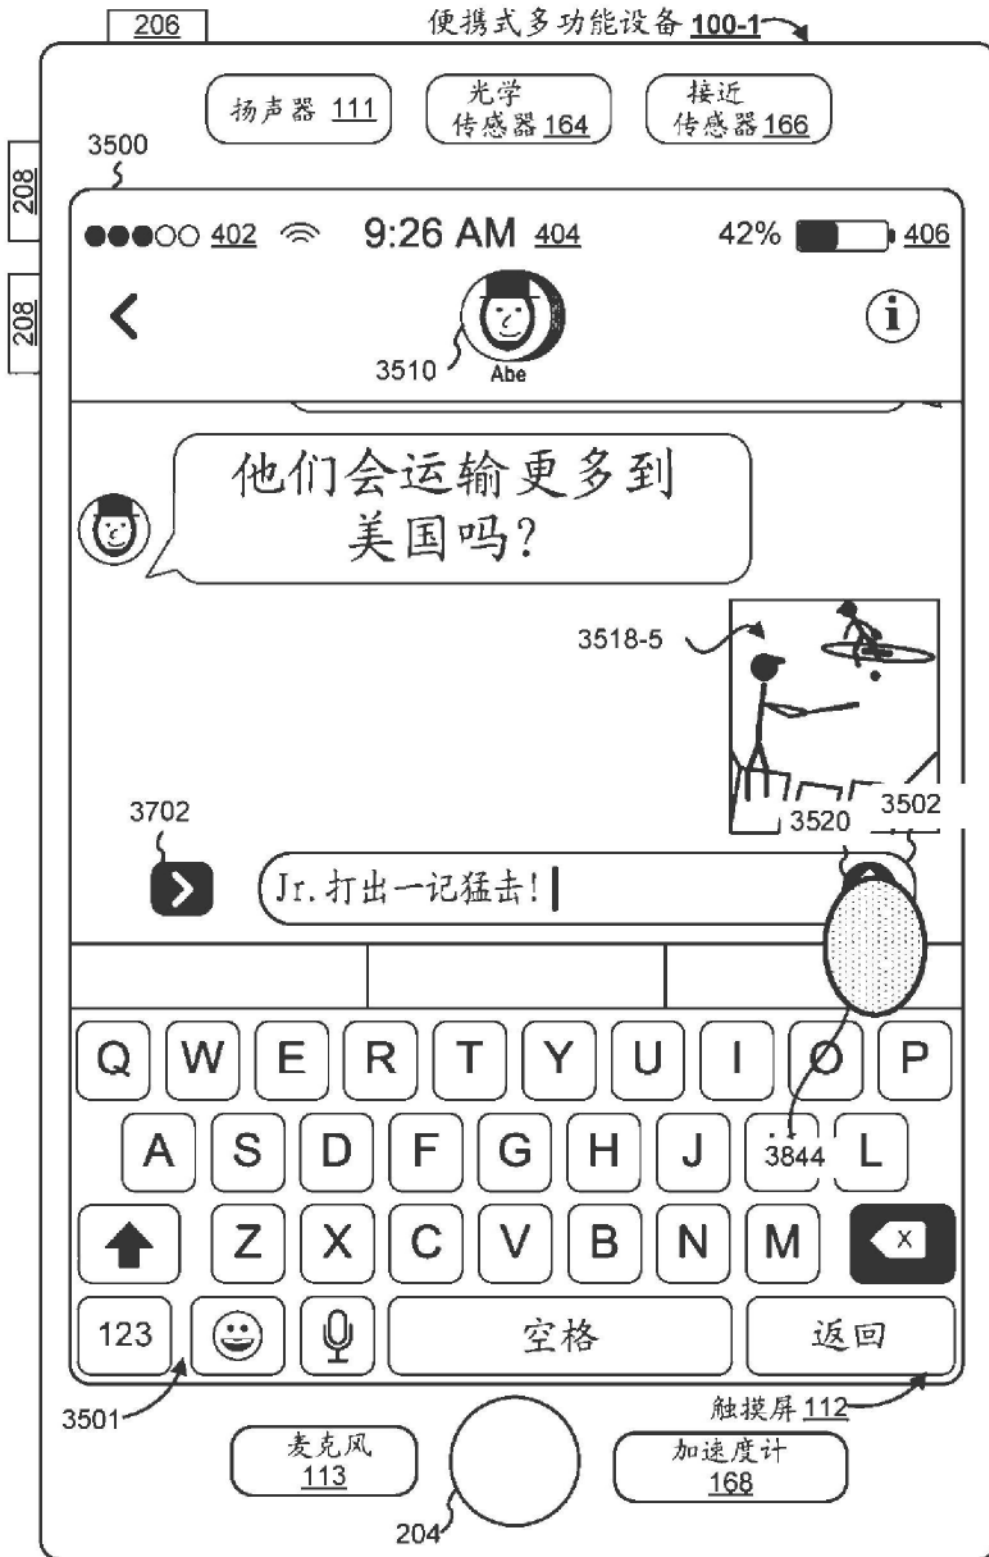 206
便携式多功能设备 100-1
扬声器 111
光学
传感器 164
接近
传感器 166
3500
208
402 9:26 AM 404 42% 406
208
3510
Abe
他们会运输更多到
美国吗?
3518-5
3702
3520
3502
Jr.打出一记猛击!
Q W E R T Y U I O P
A S D F G H J 3844 L
Z X C V B N M X
123 空格 返回
3501
触摸屏 112
麦克风
113
加速度计
168
204